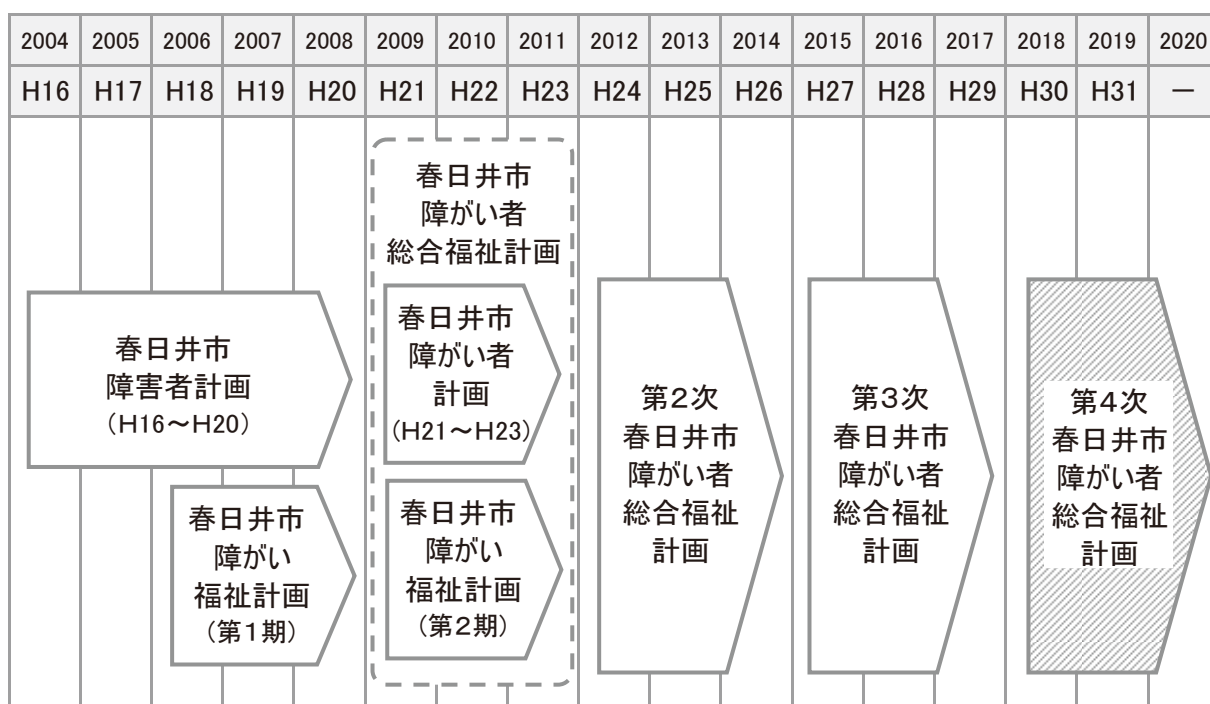 2004 2005 2006 2007 2008 2009 2010 2011 2012 2013 2014 2015 2016 2017 2018 2019 2020
H16 H17 H18 H19 H20 H21 H22 H23 H24 H25 H26 H27 H28 H29 H30 H31 －
春日井市
障害者計画
（H16～H20）
春日井市
障がい
福祉計画
（第1期）
春日井市
障がい者
総合福祉計画
春日井市
障がい者
計画
（H21～H23）
春日井市
障がい
福祉計画
（第2期）
第2次
春日井市
障がい者
総合福祉
計画
第3次
春日井市
障がい者
総合福祉
計画
第4次
春日井市
障がい者
総合福祉
計画